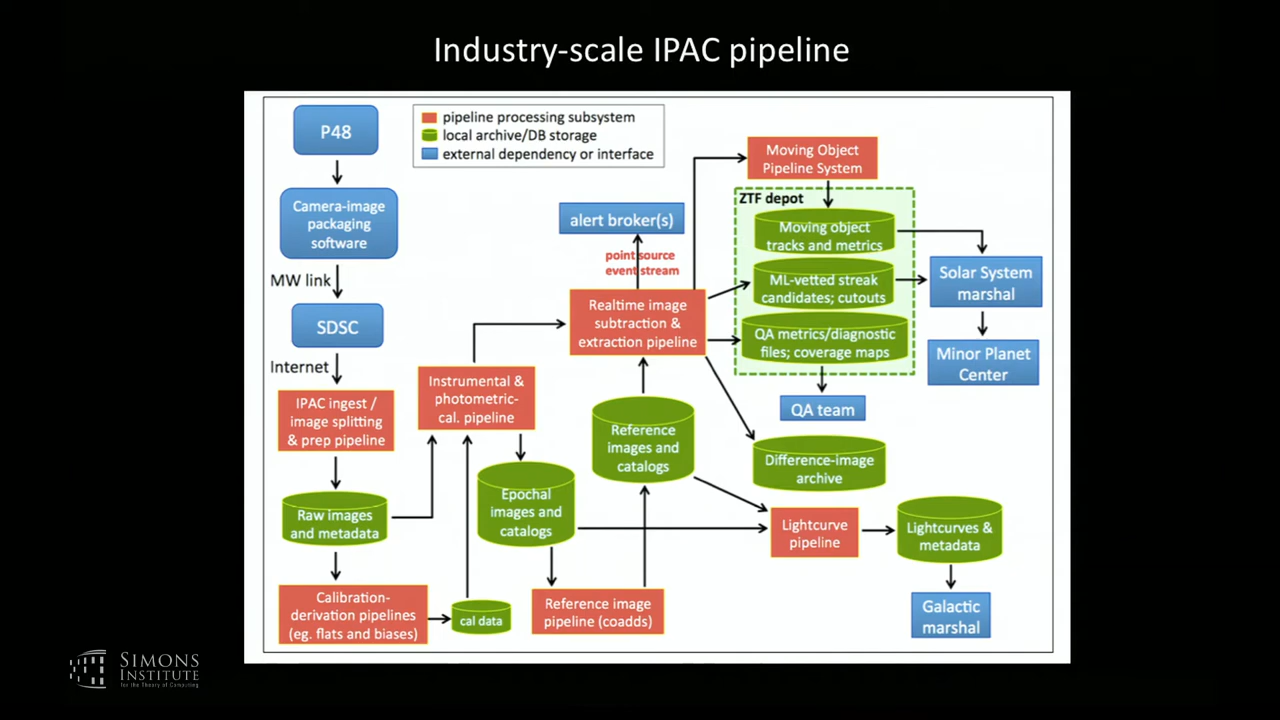 Industry-scale IPAC pipeline
P48
pipeline processing subsystem
local archive/DB storage
external dependency or interface
Camera-image
packaging
software
MW link
SDSC
Internet
IPAC ingest /
image splitting
& prep pipeline
Raw images
and metadata
Calibration-
derivation pipelines
(eg. flats and biases)
cal data
Instrumental &
photometric-
cal. pipeline
Epochal
images and
catalogs
Reference image
pipeline (coadds)
Reference
images and
catalogs
alert broker(s)
point source
event stream
Realtime image
subtraction &
extraction pipeline
Moving Object
Pipeline System
ZTF depot
Moving object
tracks and metrics
ML-vetted streak
candidates; cutouts
QA metrics/diagnostic
files; coverage maps
QA team
Solar System
marshal
Minor Planet
Center
Difference-image
archive
Lightcurve
pipeline
Lightcurves &
metadata
Galactic
marshal
SIMONS
INSTITUTE
for the Theory of Computing